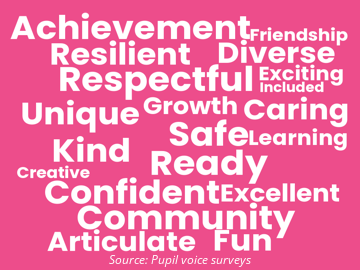 Achievement Friendship
Resilient Diverse
Respectful Exciting
Included
Unique Growth Caring
Safe Learning
Kind Ready
Creative
Confident Excellent
Community
Articulate Fun
Source: Pupil voice surveys